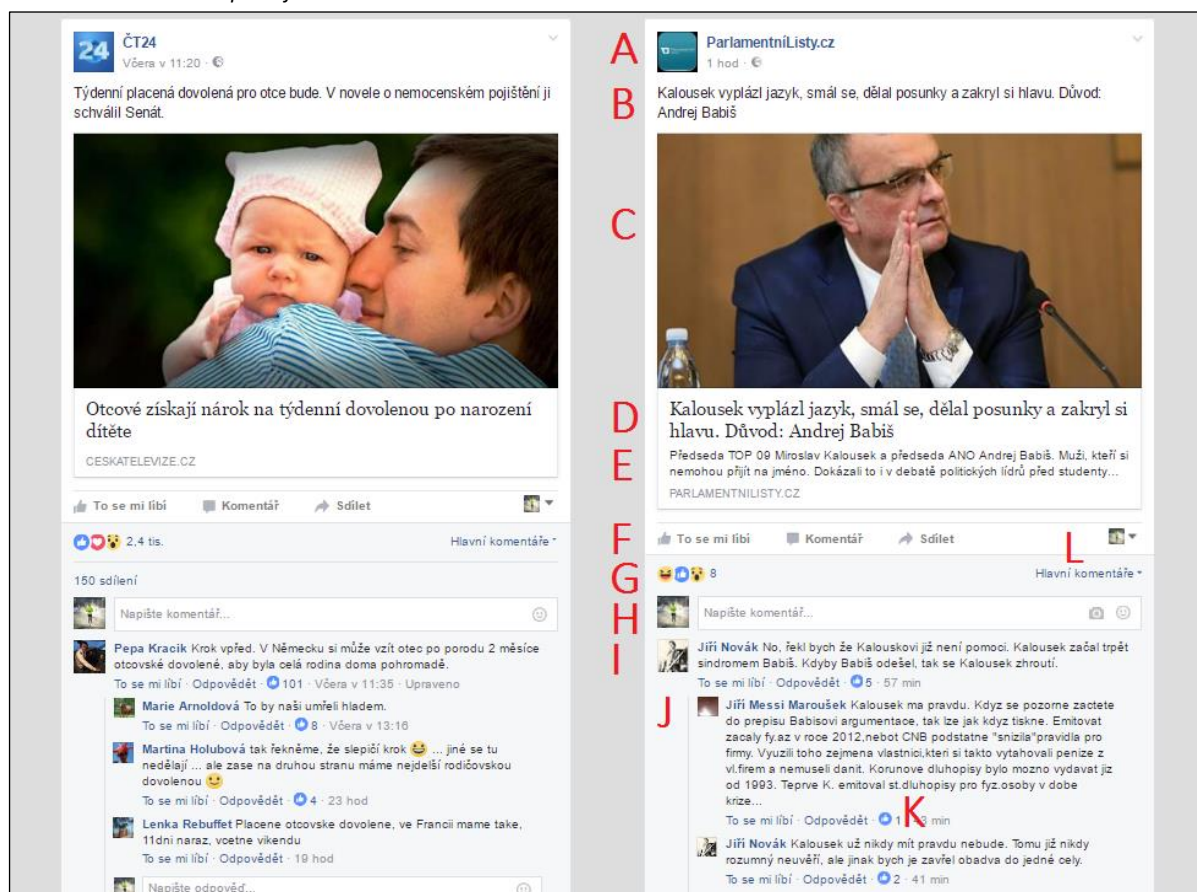 24
ČT24
Včera v 11:20 ·
Týdenní placená dovolená pro otce bude. V novele o nemocenském pojištění ji
schválil Senát.
Otcové získají nárok na týdenní dovolenou po narození
dítěte
CESKATELEVIZE.CZ
To se mi líbí Komentář Sdílet
2,4 tis. Hlavní komentáře
150 sdílení
Napište komentář...
Pepa Kracik Krok vpřed. V Německu si může vzít otec po porodu 2 měsíce
otcovské dovolené, aby byla celá rodina doma pohromadě.
To se mi líbí · Odpovědět · 101 · Včera v 11:35 · Upraveno
Marie Arnoldová To by naši umřeli hladem.
To se mi líbí · Odpovědět · 8 · Včera v 13:16
Martina Holubová tak řekněme, že slepičí krok 😀 ... jiné se tu
nedělají ... ale zase na druhou stranu máme nejdelší rodičovskou
dovolenou 🙂
To se mi líbí · Odpovědět · 4 · 23 hod
Lenka Rebuffet Placene otcovske dovolene, ve Francii mame take,
11dni naraz, vcetne vikendu
To se mi líbí · Odpovědět · 19 hod
Napište odpověď...
A
B
C
D
E
F
G
H
I
J
K
L
ParlamentníListy.cz
1 hod ·
Kalousek vyplázl jazyk, smál se, dělal posunky a zakryl si hlavu. Důvod:
Andrej Babiš
Kalousek vyplázl jazyk, smál se, dělal posunky a zakryl si
hlavu. Důvod: Andrej Babiš
Předseda TOP 09 Miroslav Kalousek a předseda ANO Andrej Babiš. Muži, kteří si
nemohou přijít na jméno. Dokázali to i v debatě politických lídrů před studenty...
PARLAMENTNILISTY.CZ
To se mi líbí Komentář Sdílet
8 Hlavní komentáře
Napište komentář...
Jiří Novák No, řekl bych že Kalouskovi již není pomoci. Kalousek začal trpět
sindromem Babiš. Kdyby Babiš odešel, tak se Kalousek zhroutí.
To se mi líbí · Odpovědět · 5 · 57 min
Jiří Messi Maroušek Kalousek ma pravdu. Kdyz se pozorne zactete
do prepisu Babisovi argumentace, tak lze jak kdyz tiskne. Emitovat
zacaly fy.az v roce 2012,nebot CNB podstatne "snizila"pravidla pro
firmy. Vyuzili toho zejmena vlastnici,kteri si takto vytahovali penize z
vl.firem a nemuseli danit. Korunove dluhopisy bylo mozno vydavat jiz
od 1993. Teprve K. emitoval st.dluhopisy pro fyz.osoby v dobe
krize...
To se mi líbí · Odpovědět · 1 · min
Jiří Novák Kalousek už nikdy mít pravdu nebude. Tomu již nikdy
rozumný neuvěří, ale jinak bych je zavřel obadva do jedné cely.
To se mi líbí · Odpovědět · 2 · 41 min